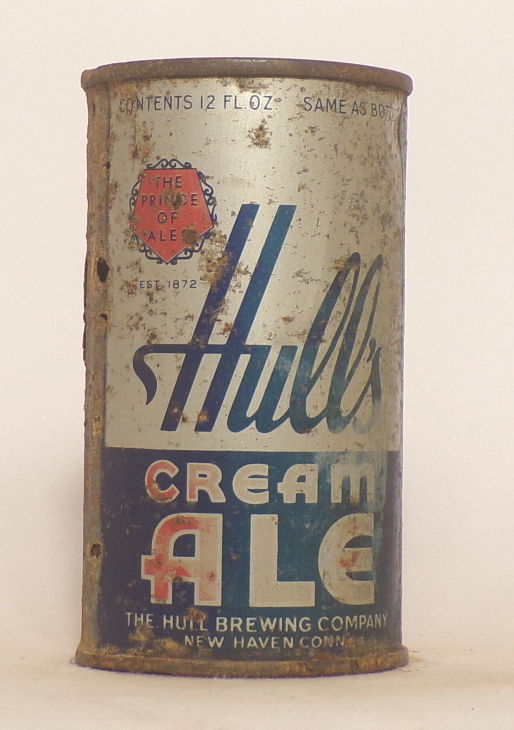 CONTENTS 12 FL. OZ. SAME AS
THE
PRINCE
OF
ALES
EST. 1872
Hull's
CREAM
ALE
THE HULL BREWING COMPANY
NEW HAVEN CONN.